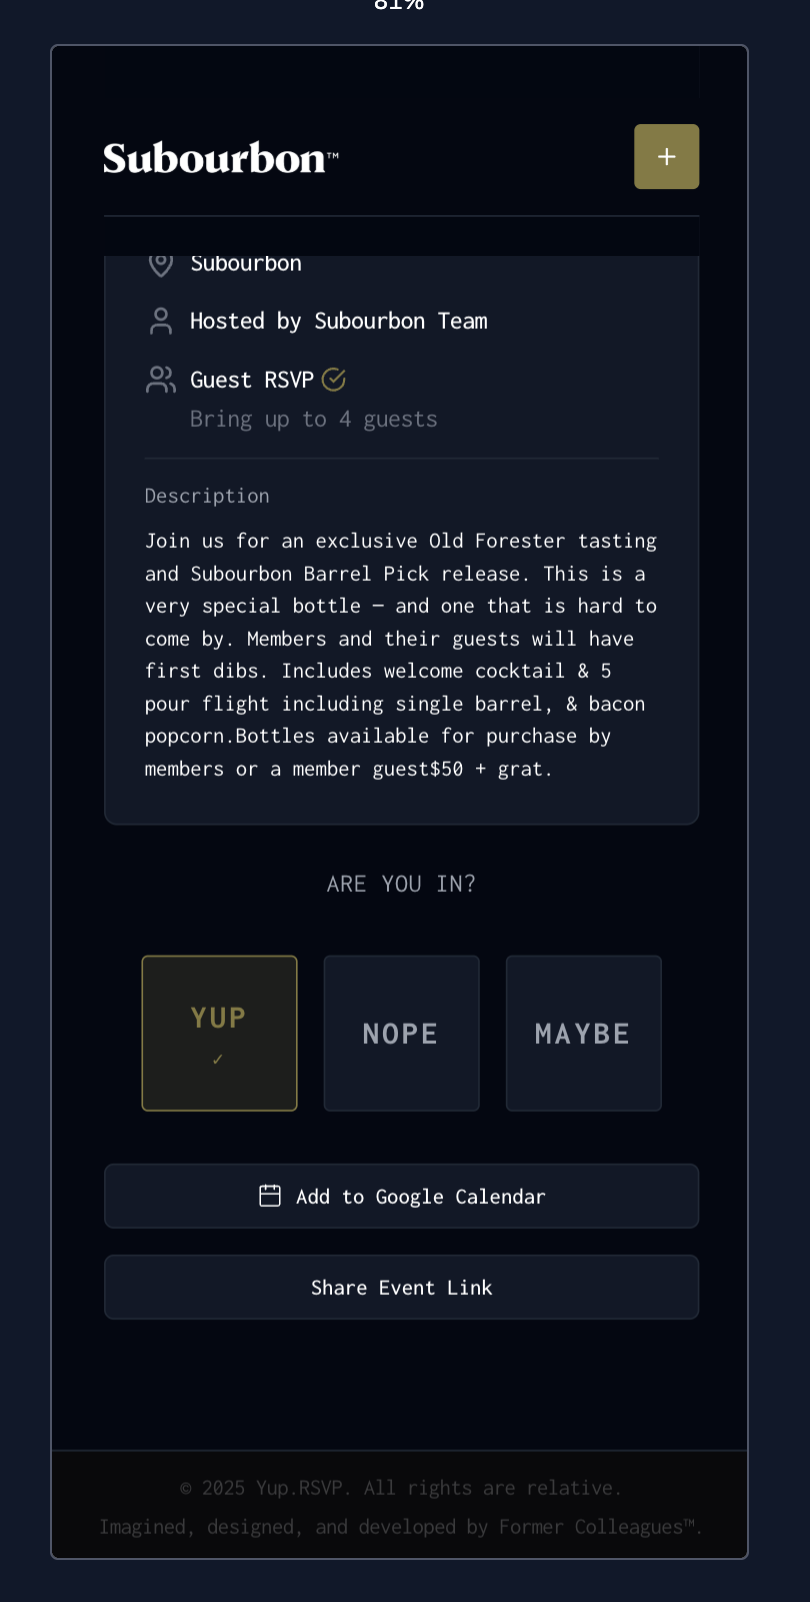 81%
Subourbon™
+
Subourbon
Hosted by Subourbon Team
Guest RSVP
Bring up to 4 guests
Description
Join us for an exclusive Old Forester tasting
and Subourbon Barrel Pick release. This is a
very special bottle — and one that is hard to
come by. Members and their guests will have
first dibs. Includes welcome cocktail & 5
pour flight including single barrel, & bacon
popcorn.Bottles available for purchase by
members or a member guest$50 + grat.
ARE YOU IN?
YUP
✓
NOPE
MAYBE
Add to Google Calendar
Share Event Link
© 2025 Yup.RSVP. All rights are relative.
Imagined, designed, and developed by Former Colleagues™.